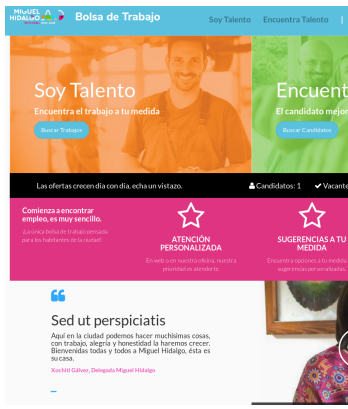 MIGUEL
HIDALGO
Bolsa de Trabajo
Soy Talento
Encuentra Talento
Soy Talento
Encuentra el trabajo a tu medida
Buscar Trabajos
Encuent
El candidato mejor
Buscar Candidatos
Las ofertas crecen día con día, echa un vistazo.
Candidatos: 1
Vacante
Comienza a encontrar
empleo, es muy sencillo.
¡La única bolsa de trabajo pensada
para los habitantes de la ciudad!
ATENCIÓN
PERSONALIZADA
En web o en nuestra oficina, nuestra
prioridad es atenderte.
SUGERENCIAS A TU
MEDIDA
Encuentra opciones a tu medida
sugerencias personalizadas.
Sed ut perspiciatis
Aquí en la ciudad podemos hacer muchísimas cosas,
con trabajo, alegría y honestidad la haremos crecer.
Bienvenidas todas y todos a Miguel Hidalgo, ésta es
su casa.
Xochitl Gálvez, Delegada Miguel Hidalgo